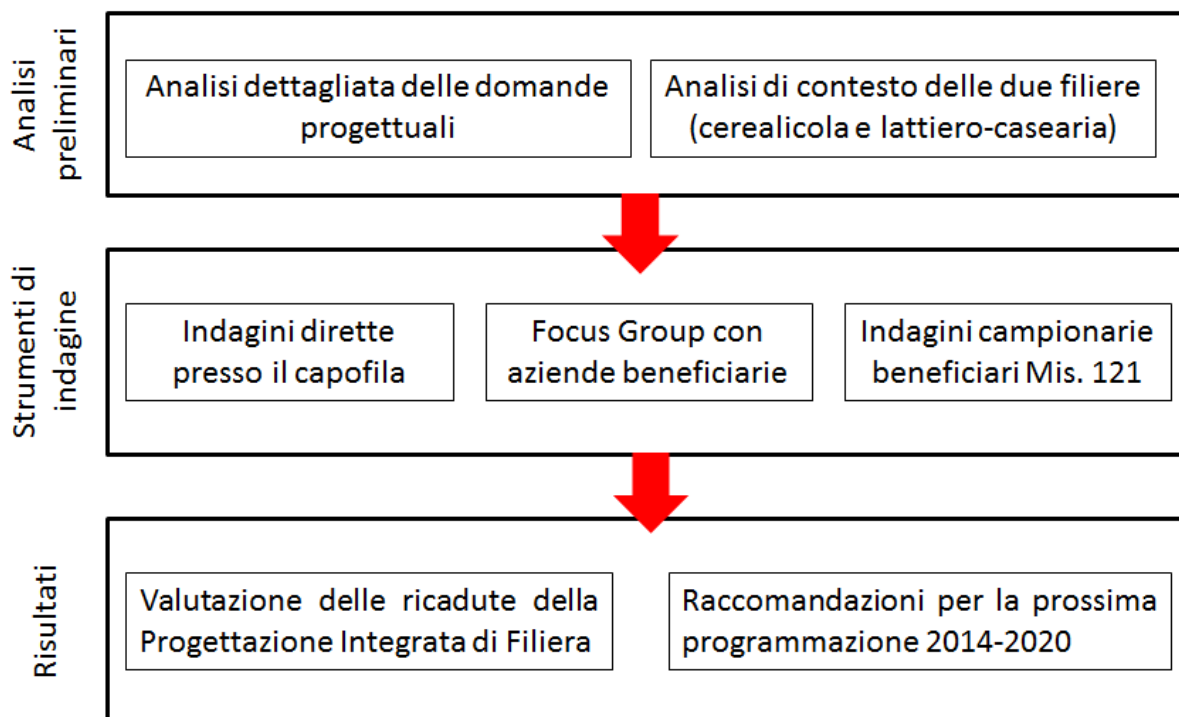 Analisi
preliminari
Analisi dettagliata delle domande
progettuali
Analisi di contesto delle due filiere
(cerealicola e lattiero-casearia)
Strumenti di
indagine
Indagini dirette
presso il capofila
Focus Group con
aziende beneficiarie
Indagini campionarie
beneficiari Mis. 121
Risultati
Valutazione delle ricadute della
Progettazione Integrata di Filiera
Raccomandazioni per la prossima
programmazione 2014-2020